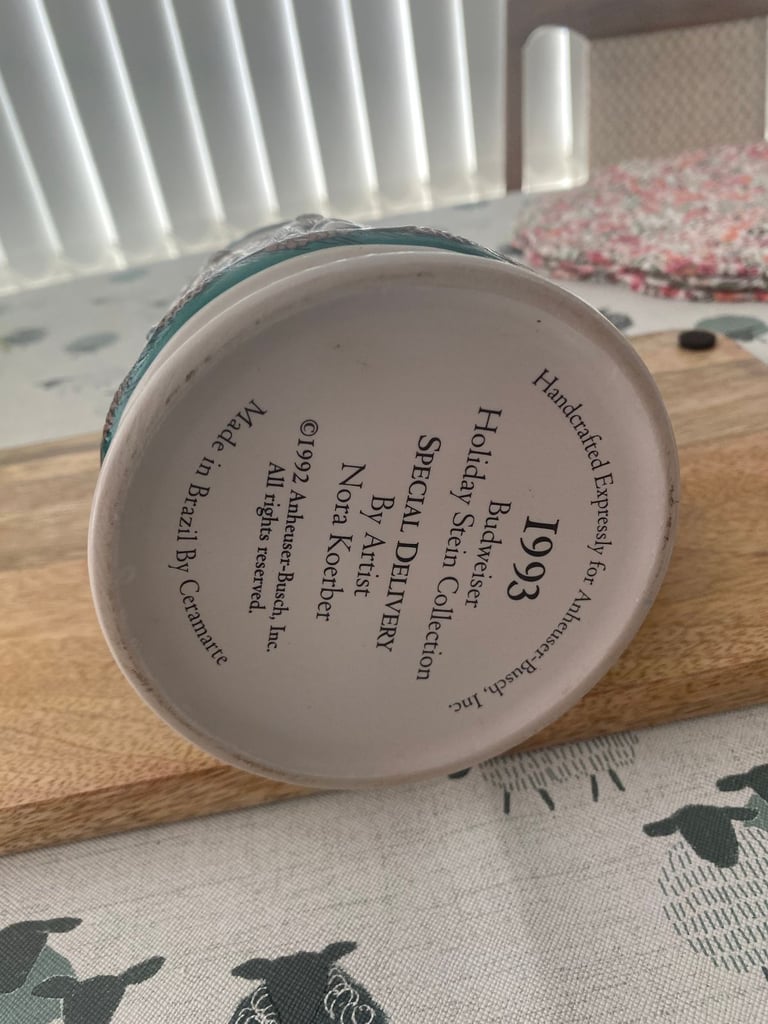 Handcrafted Expressly for Anheuser-Busch, Inc.
1993
Budweiser
Holiday Stein Collection
SPECIAL DELIVERY
By Artist
Nora Koerber
©1992 Anheuser-Busch, Inc.
All rights reserved.
Made in Brazil By Ceramarte